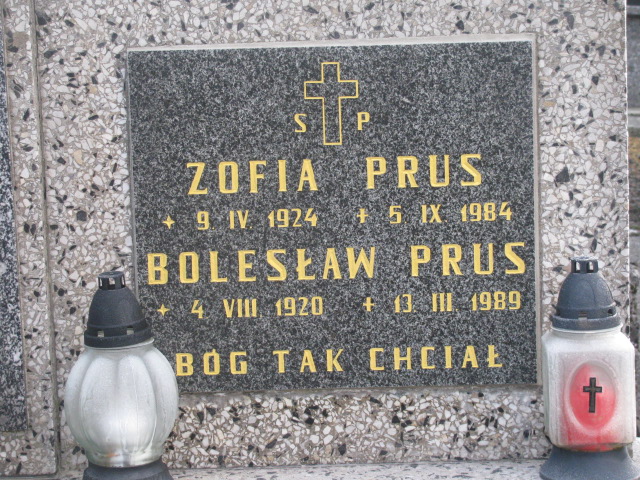 S P
ZOFIA PRUS
✦ 9 IV 1924 + 5 IX 1984
BOLESŁAW PRUS
✦ 4 VIII 1920 + 13 III 1989
BÓG TAK CHCIAŁ